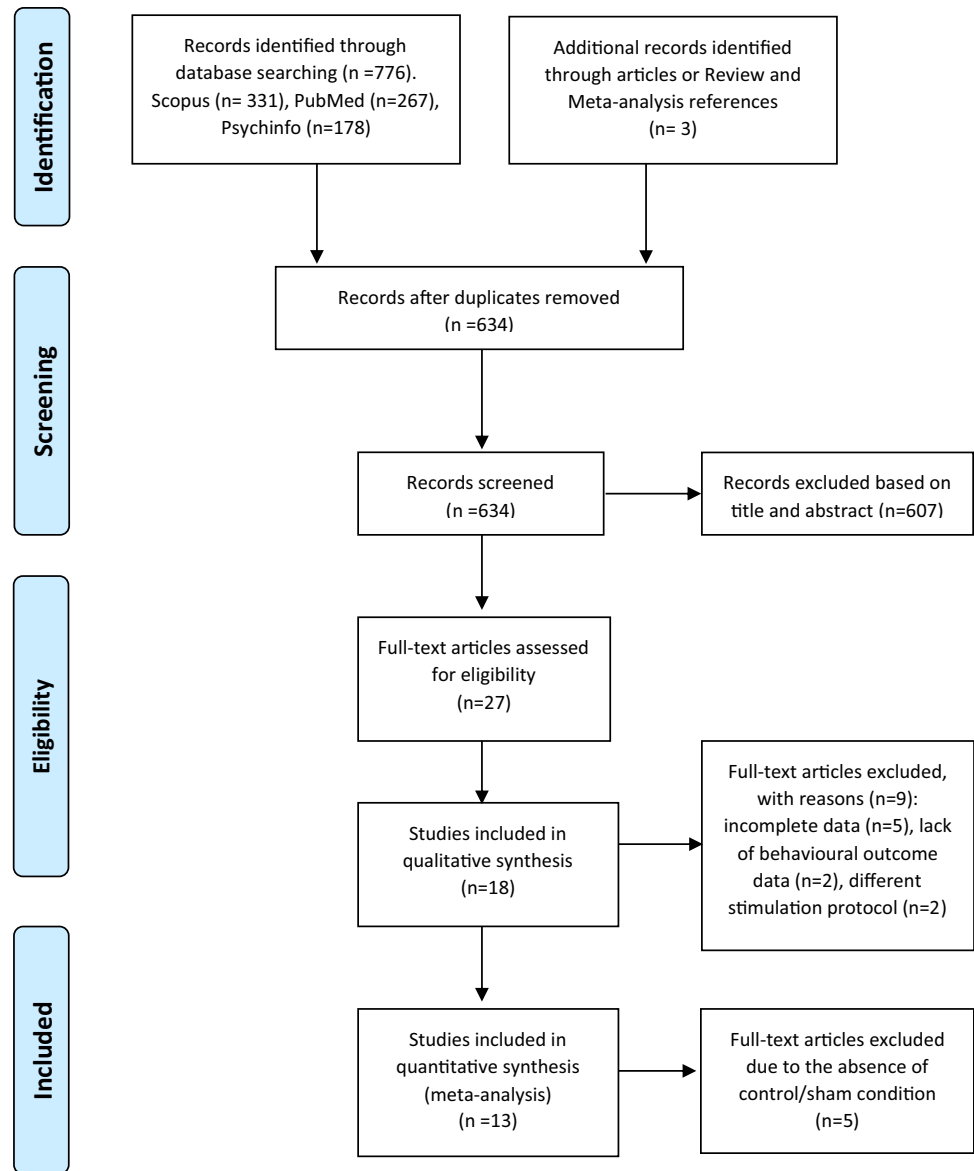 Identification
Records identified through
database searching (n =776).
Scopus (n= 331), PubMed (n=267),
Psychinfo (n=178)
Additional records identified
through articles or Review and
Meta-analysis references
(n= 3)
Screening
Records after duplicates removed
(n =634)
Records screened
(n =634)
Records excluded based on
title and abstract (n=607)
Eligibility
Full-text articles assessed
for eligibility
(n=27)
Studies included in
qualitative synthesis
(n=18)
Full-text articles excluded,
with reasons (n=9):
incomplete data (n=5), lack
of behavioural outcome
data (n=2), different
stimulation protocol (n=2)
Included
Studies included in
quantitative synthesis
(meta-analysis)
(n =13)
Full-text articles excluded
due to the absence of
control/sham condition
(n=5)